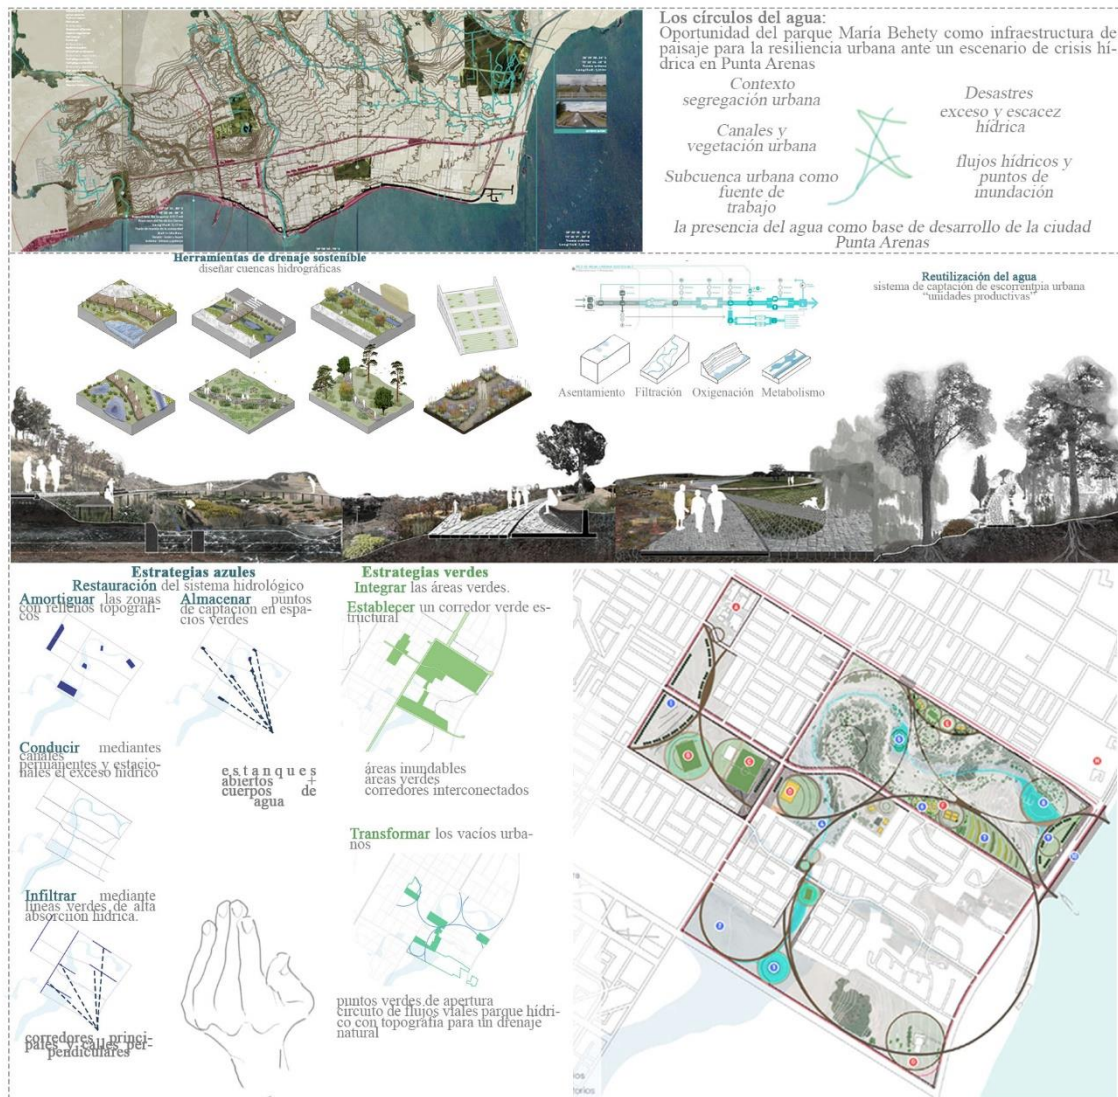 Los círculos del agua:
Oportunidad del parque María Behety como infraestructura de
paisaje para la resiliencia urbana ante un escenario de crisis hí-
drica en Punta Arenas
Contexto
segregación urbana
Canales y
vegetación urbana
Subcuenca urbana como
fuente de
trabajo
Desastres
exceso y escacez
hídrica
flujos hídricos y
puntos de
inundación
la presencia del agua como base de desarrollo de la ciudad
Punta Arenas
Herramientas de drenaje sostenible
diseñar cuencas hidrográficas
Reutilización del agua
sistema de captación de escorrentpia urbana
“unidades productivas”
Asentamiento Filtración Oxigenación Metabolismo
Estrategias azules
Restauración del sistema hidrológico
Amortiguar las zonas
con rellenos topográfi-
cos
Almacenar puntos
de captación en espa-
cios verdes
Conducir mediantes
canales
permanentes y estacio-
nales el exceso hídrico
estanques
abiertos +
cuerpos de
agua
Infiltrar mediante
líneas verdes de alta
absorción hídrica.
corredores princi-
pales y calles per-
pendiculares
Estrategias verdes
Integrar las áreas verdes.
Establecer un corredor verde es-
tructural
áreas inundables
áreas verdes
corredores interconectados
Transformar los vacíos urba-
nos
puntos verdes de apertura
circuito de flujos viales parque hídri-
co con topografía para un drenaje
natural